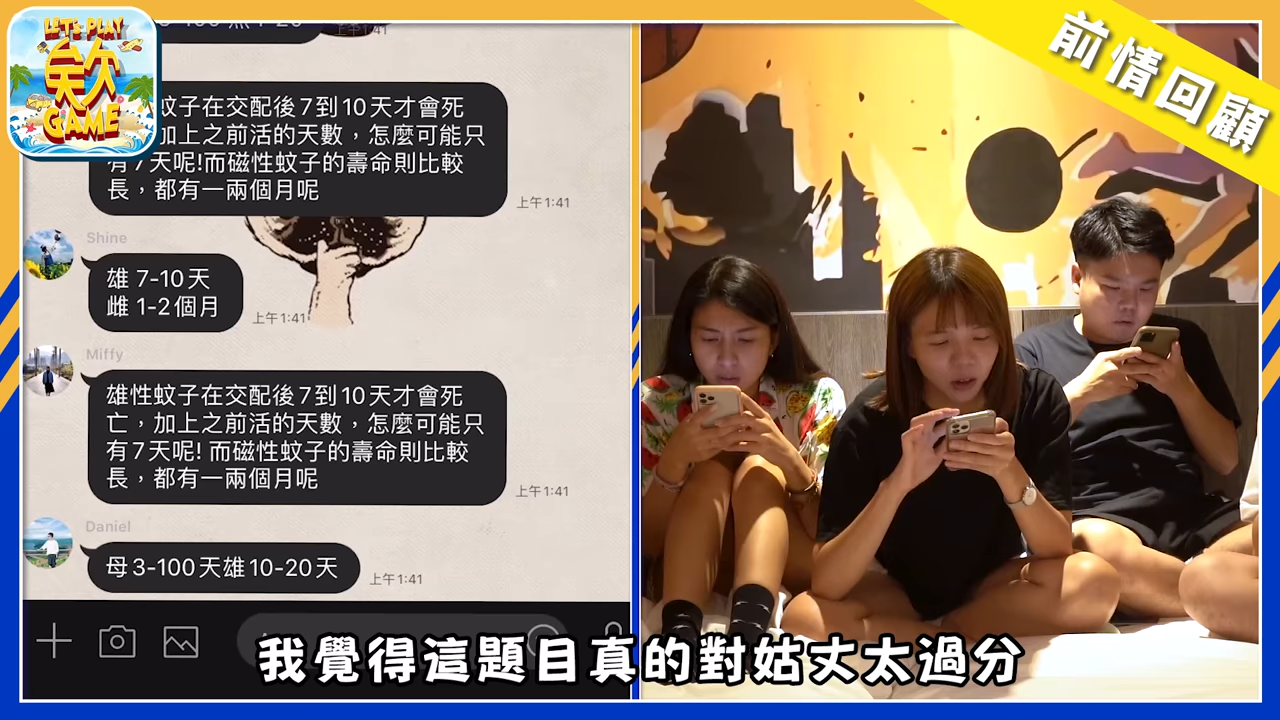 LET'S PLAY
欸
GAME
前情回顧
上午1:41
蚊子在交配後7到10天才會死
加上之前活的天數，怎麼可能只
有7天呢!而磁性蚊子的壽命則比較
長，都有一兩個月呢
上午1:41
Shine
雄 7-10天
雌 1-2個月
上午1:41
Miffy
雄性蚊子在交配後7到10天才會死
亡，加上之前活的天數，怎麼可能只
有7天呢! 而磁性蚊子的壽命則比較
長，都有一兩個月呢
上午1:41
Daniel
母3-100天雄10-20天
上午1:41
我覺得這題目真的對姑丈太過分